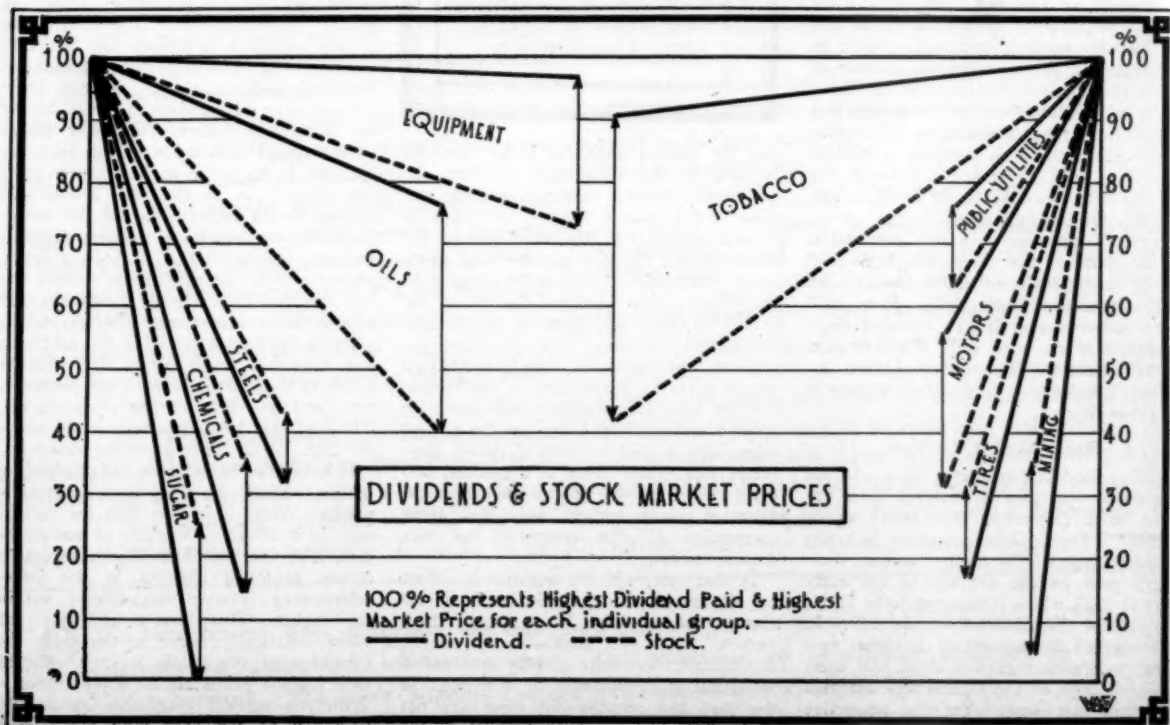 % %
100 100
90 90
80 80
70 70
60 60
50 50
40 40
30 30
20 20
10 10
0 0
EQUIPMENT
TOBACCO
PUBLIC UTILITIES
OILS
MOTORS
STEELS
CHEMICALS
SUGAR
TIRES
MINING
DIVIDENDS & STOCK MARKET PRICES
100 % Represents Highest Dividend Paid & Highest
Market Price for each individual group.
Dividend. Stock.